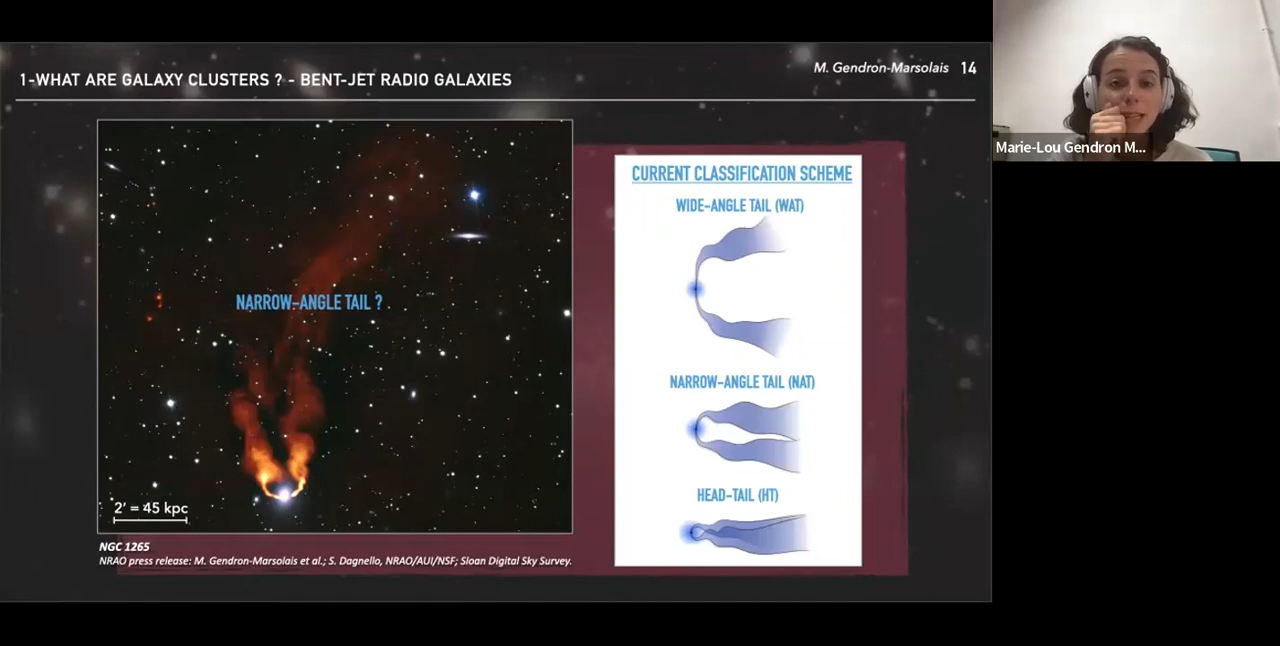 1-WHAT ARE GALAXY CLUSTERS ? - BENT-JET RADIO GALAXIES
M. Gendron-Marsolais 14
NARROW-ANGLE TAIL ?
2' = 45 kpc
NGC 1265
NRAO press release: M. Gendron-Marsolais et al.; S. Dagnello, NRAO/AUI/NSF; Sloan Digital Sky Survey.
CURRENT CLASSIFICATION SCHEME
WIDE-ANGLE TAIL (WAT)
NARROW-ANGLE TAIL (NAT)
HEAD-TAIL (HT)
Marie-Lou Gendron M...